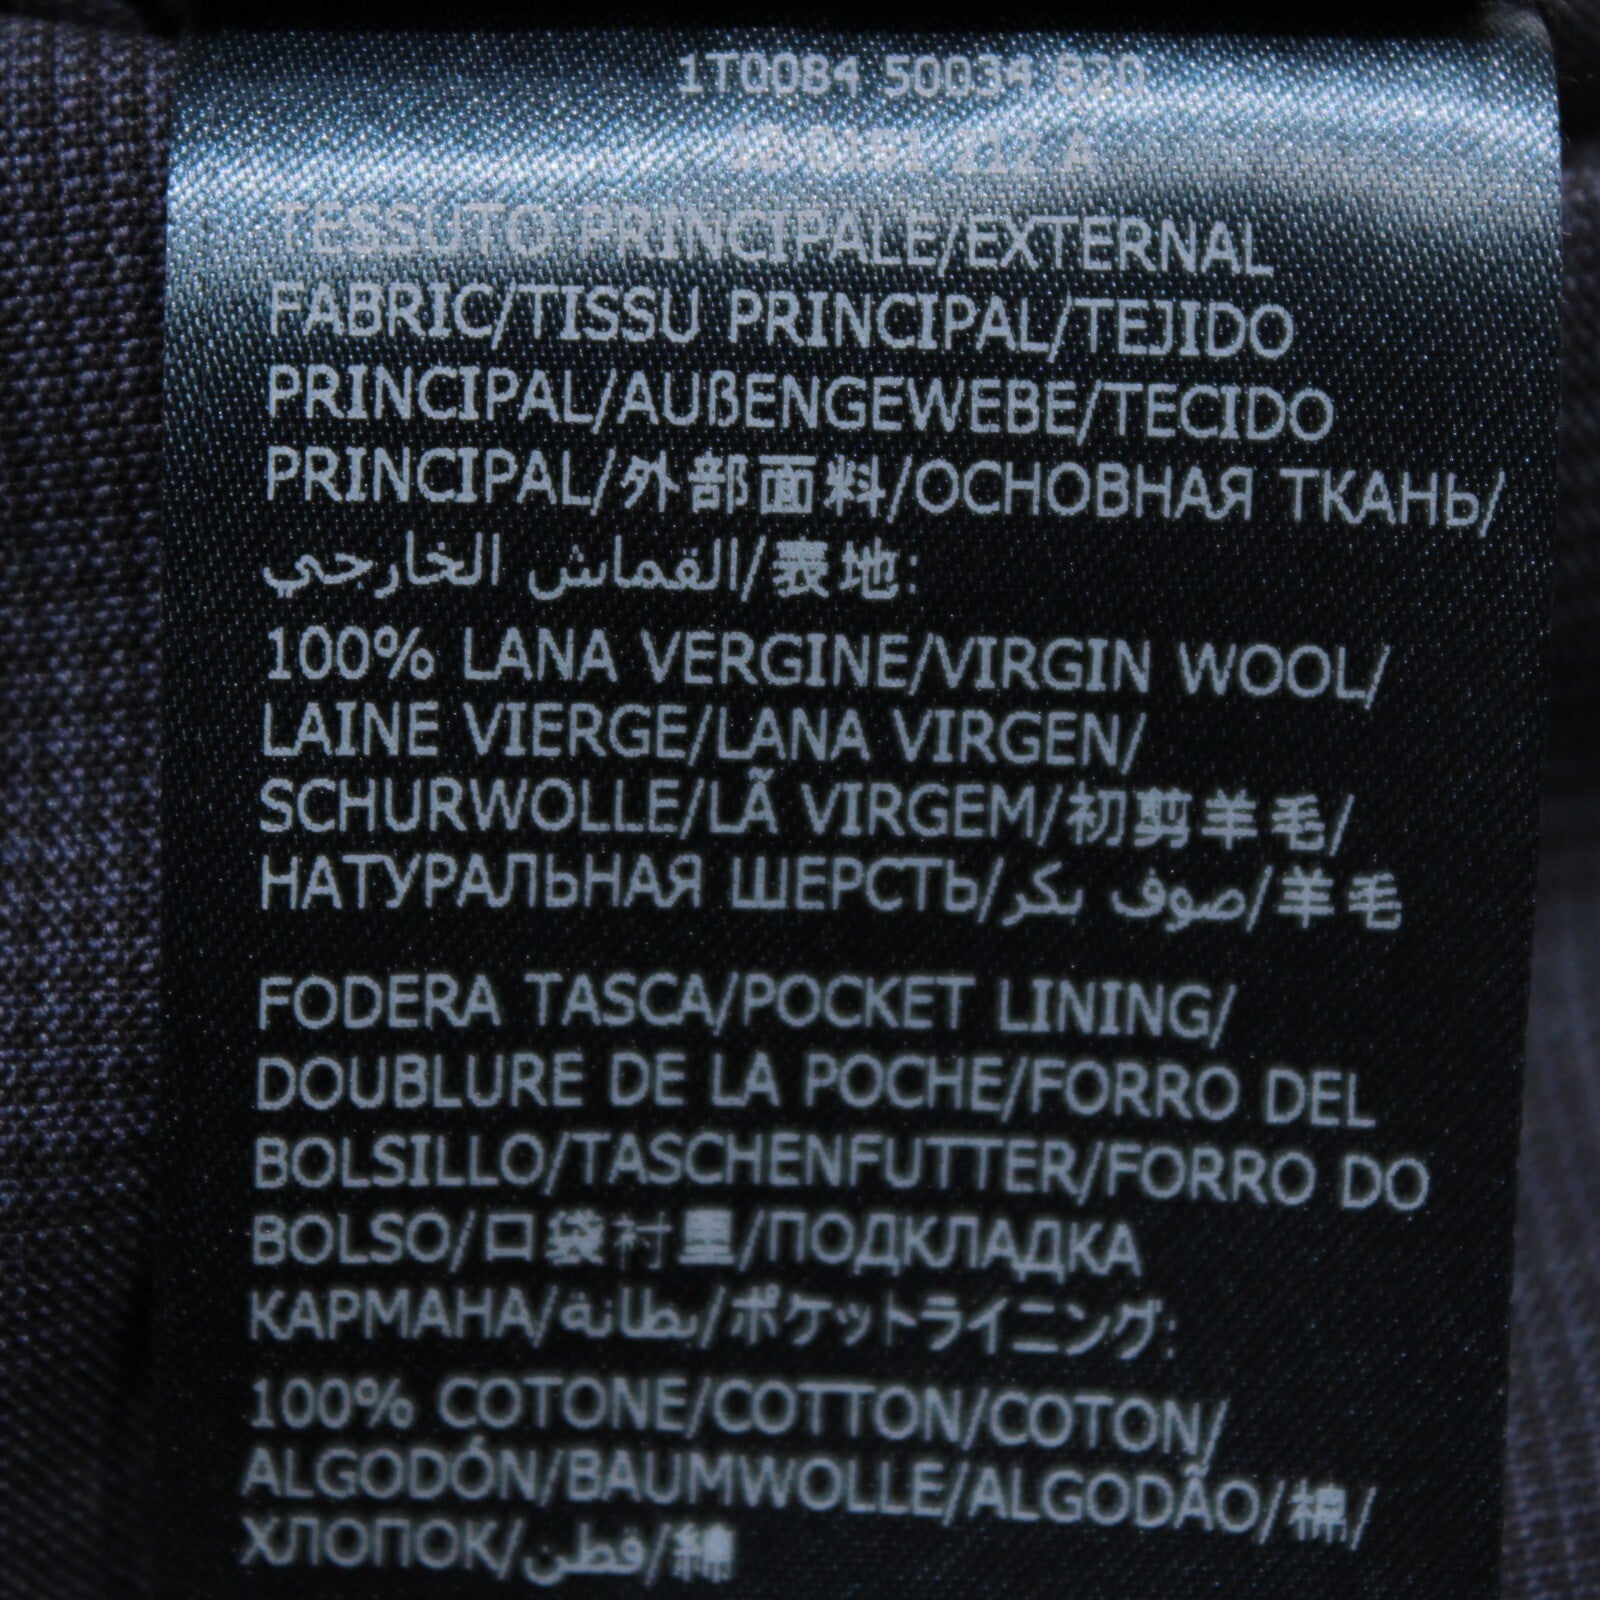 1T0084 50034 820
212 A
TESSUTO PRINCIPALE/EXTERNAL
FABRIC/TISSU PRINCIPAL/TEJIDO
PRINCIPAL/AUßENGEWEBE/TECIDO
PRINCIPAL/外部面料/ОСНОВНАЯ ТКАНЬ/
القماش الخارجي/表地:
100% LANA VERGINE/VIRGIN WOOL/
LAINE VIERGE/LANA VIRGEN/
SCHURWOLLE/LÃ VIRGEM/初剪羊毛/
НАТУРАЛЬНАЯ ШЕРСТЬ/صوف بكر/羊毛
FODERA TASCA/POCKET LINING/
DOUBLURE DE LA POCHE/FORRO DEL
BOLSILLO/TASCHENFUTTER/FORRO DO
BOLSO/口袋衬里/ПОДКЛАДКА
КАРМАНА/بطانة/ポケットライニング:
100% COTONE/COTTON/COTON/
ALGODÓN/BAUMWOLLE/ALGODÃO/棉/
ХЛОПОК/قطن/綿